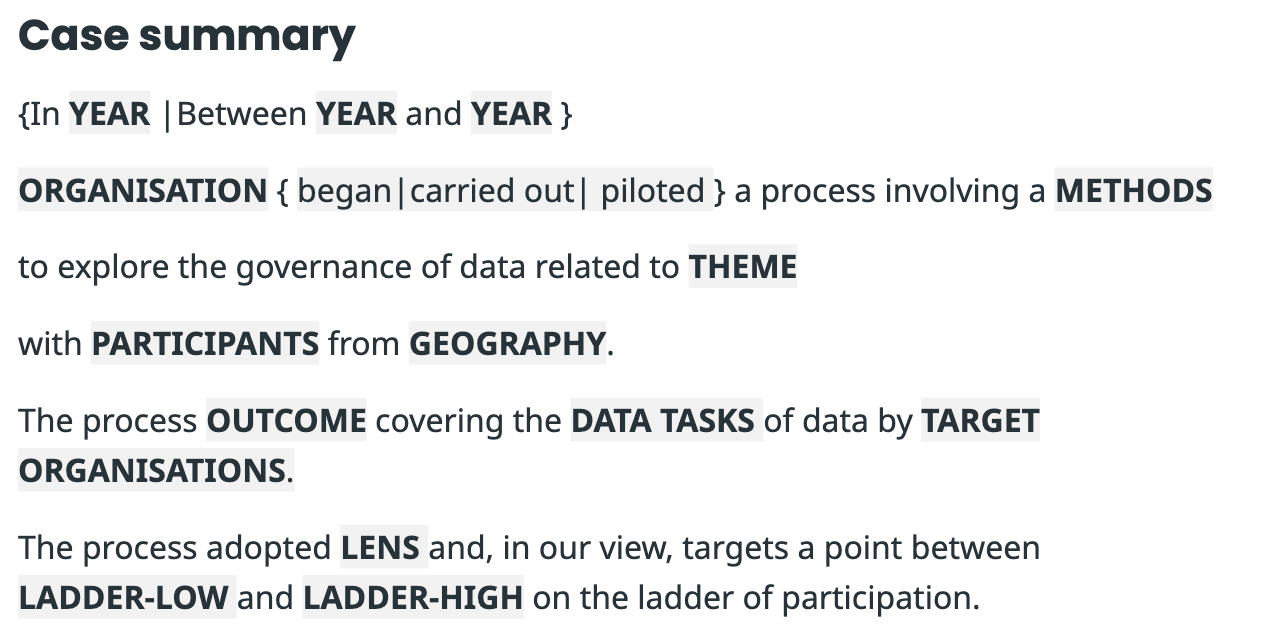 Case summary
{In YEAR |Between YEAR and YEAR }
ORGANISATION { began|carried out| piloted } a process involving a METHODS
to explore the governance of data related to THEME
with PARTICIPANTS from GEOGRAPHY.
The process OUTCOME covering the DATA TASKS of data by TARGET
ORGANISATIONS.
The process adopted LENS and, in our view, targets a point between
LADDER-LOW and LADDER-HIGH on the ladder of participation.